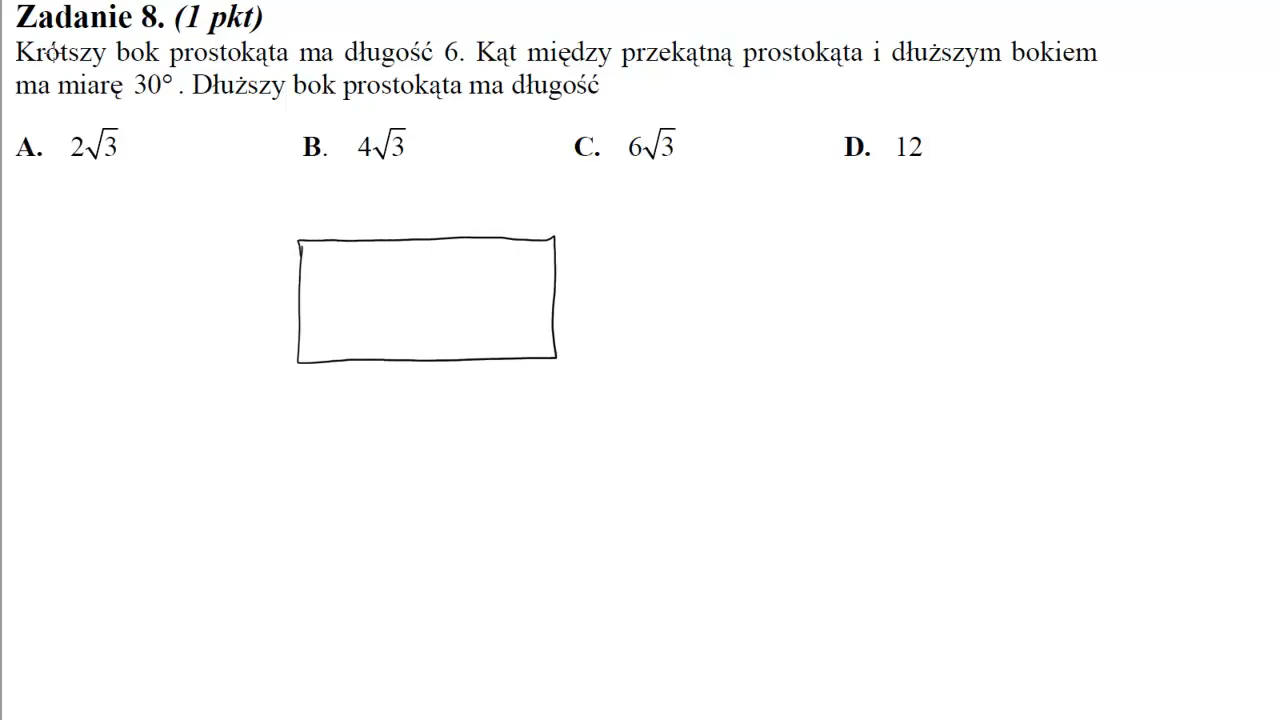 Zadanie 8. (1 pkt)
Krótszy bok prostokąta ma długość 6. Kąt między przekątną prostokąta i dłuższym bokiem
ma miarę 30° . Dłuższy bok prostokąta ma długość
A. 2√3 B. 4√3 C. 6√3 D. 12